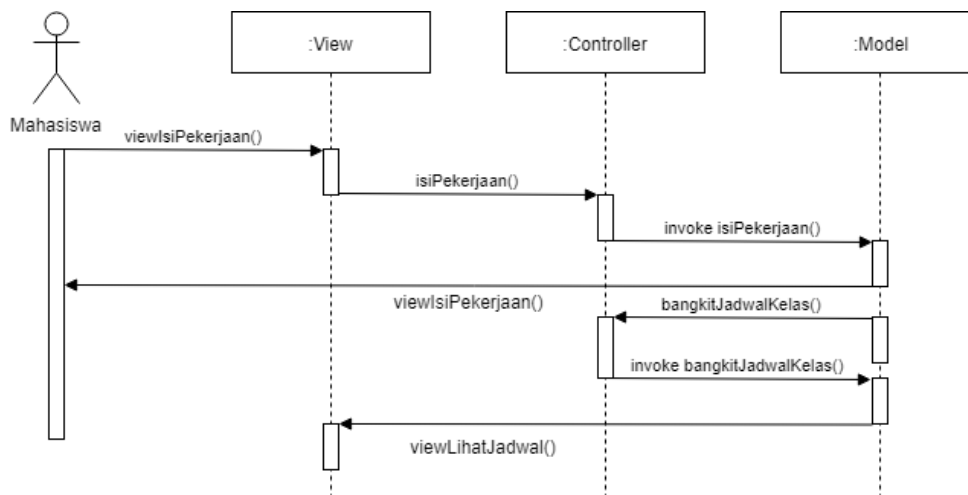 :View
:Controller
:Model
Mahasiswa
viewIsiPekerjaan()
isiPekerjaan()
invoke isiPekerjaan()
viewIsiPekerjaan()
bangkitJadwalKelas()
invoke bangkitJadwalKelas()
viewLihatJadwal()